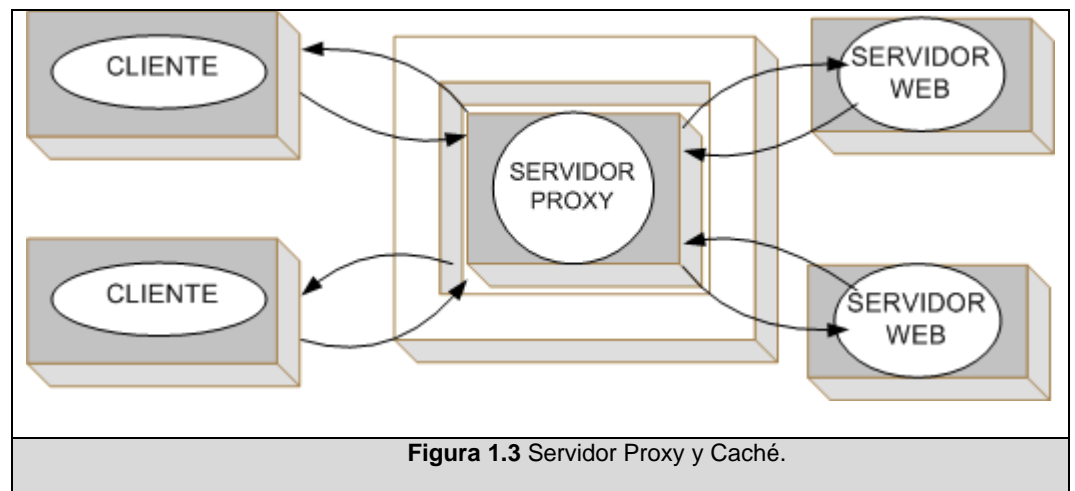 CLIENTE
SERVIDOR
WEB
SERVIDOR
PROXY
CLIENTE
SERVIDOR
WEB
Figura 1.3 Servidor Proxy y Caché.